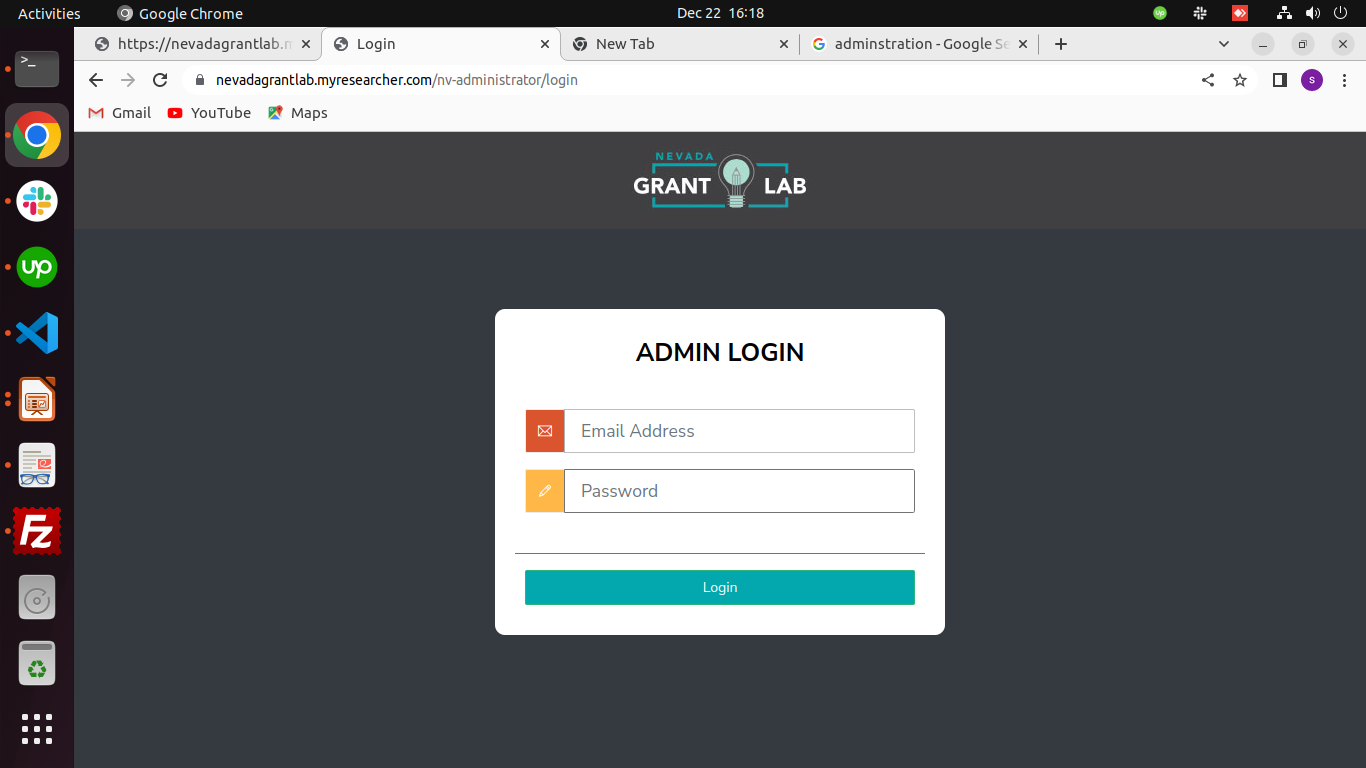 Activities Google Chrome Dec 22 16:18
https://nevadagrantlab.m Login New Tab adminstration - Google Se
nevadagrantlab.myresearcher.com/nv-administrator/login S
Gmail YouTube Maps
NEVADA
GRANT LAB
ADMIN LOGIN
Email Address
Password
Login